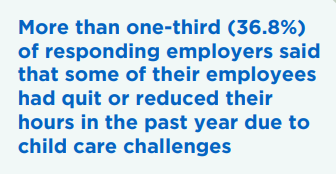 More than one-third (36.8%)
of responding employers said
that some of their employees
had quit or reduced their
hours in the past year due to
child care challenges